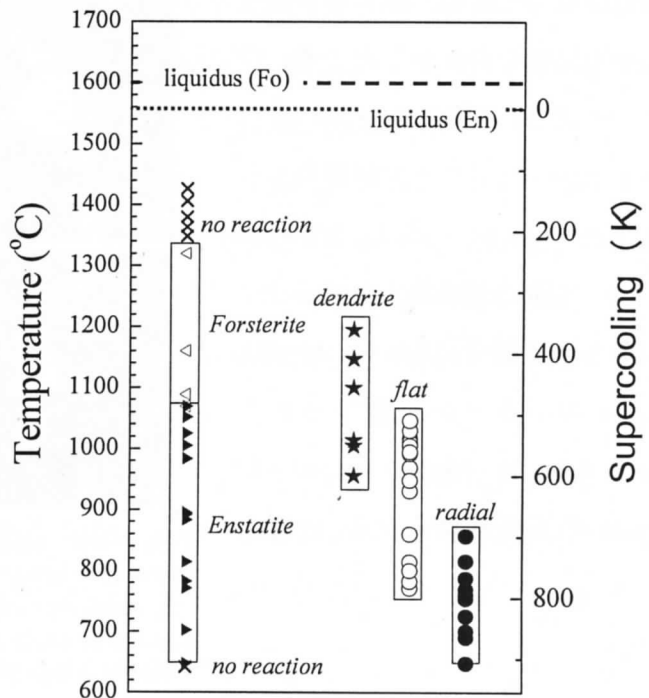 1700
1600
1500
1400
1300
1200
1100
1000
900
800
700
600
Temperature (°C)
liquidus (Fo)
liquidus (En)
no reaction
Forsterite
Enstatite
no reaction
dendrite
flat
radial
0
200
400
600
800
Supercooling ( K)